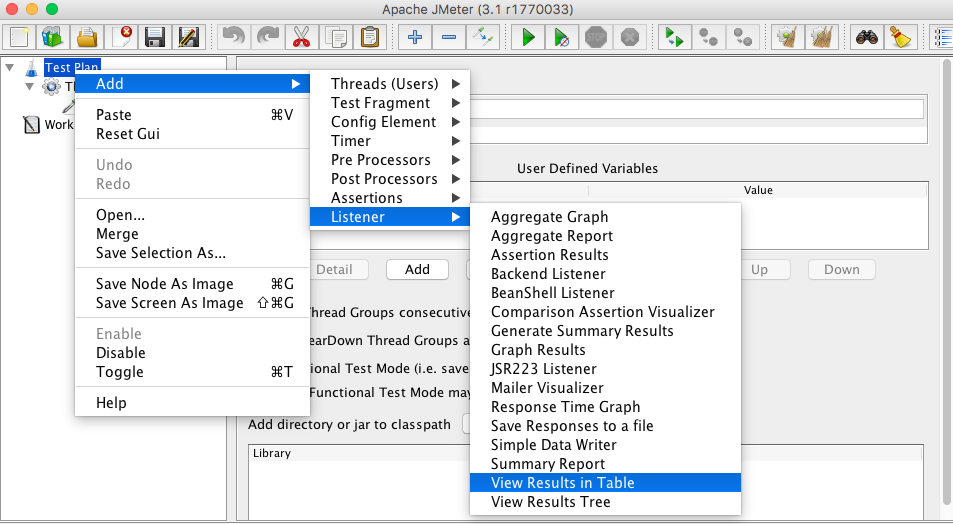 Apache JMeter (3.1 r1770033)
Test Plan
Work
Add
Paste ⌘V
Reset Gui
Undo
Redo
Open...
Merge
Save Selection As...
Save Node As Image ⌘G
Save Screen As Image ⇧⌘G
Enable
Disable
Toggle ⌘T
Help
Threads (Users)
Test Fragment
Config Element
Timer
Pre Processors
Post Processors
Assertions
Listener
User Defined Variables
Value
Aggregate Graph
Aggregate Report
Assertion Results
Backend Listener
BeanShell Listener
Comparison Assertion Visualizer
Generate Summary Results
Graph Results
JSR223 Listener
Mailer Visualizer
Response Time Graph
Save Responses to a file
Simple Data Writer
Summary Report
View Results in Table
View Results Tree
Detail Add Up Down
hread Groups consecutive
earDown Thread Groups a
ional Test Mode (i.e. save
Functional Test Mode may
Add directory or jar to classpath
Library